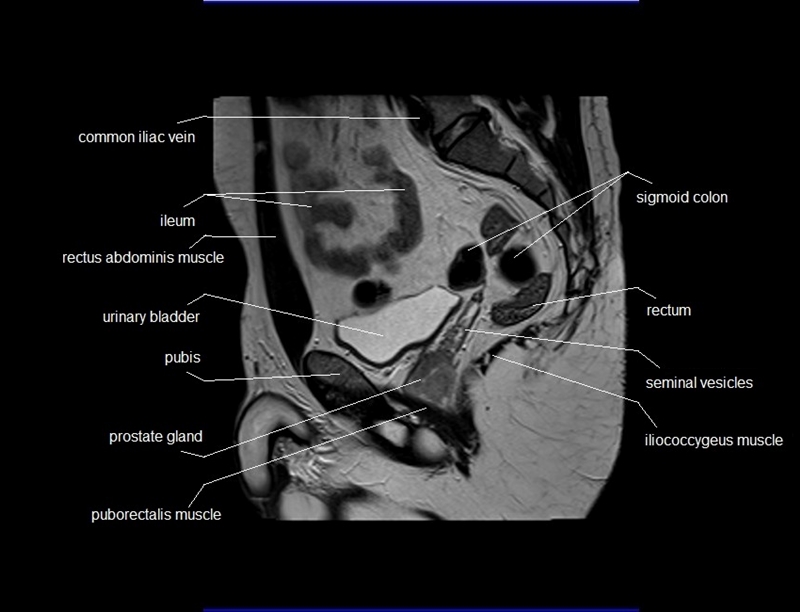 common iliac vein
ileum
rectus abdominis muscle
urinary bladder
pubis
prostate gland
puborectalis muscle
sigmoid colon
rectum
seminal vesicles
iliococcygeus muscle